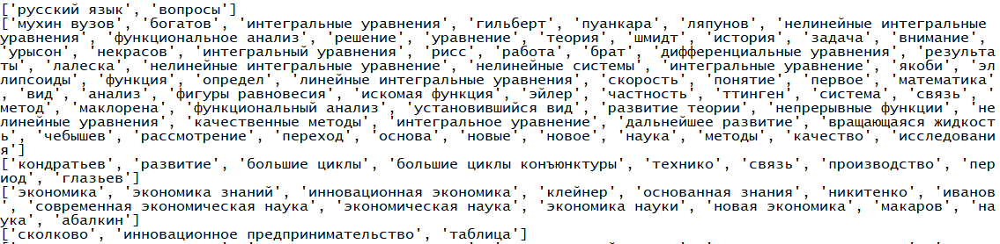 ['русский язык', 'вопросы']
['мухин вузов', 'богатов', 'интегральные уравнения', 'гильберт', 'пуанкара', 'ляпунов', 'нелинейные интегральные
уравнения', 'функциональное анализ', 'решение', 'уравнение', 'теория', 'шмидт', 'история', 'задача', 'внимание',
'урысон', 'некрасов', 'интегральный уравнения', 'рисс', 'работа', 'брат', 'дифференциальные уравнения', 'результа
ты', 'лалеска', 'нелинейные интегральные уравнение', 'нелинейные системы', 'интегральные уравнение', 'якоби', 'эл
липсоиды', 'функция', 'определ', 'линейные интегральные уравнения', 'скорость', 'понятие', 'первое', 'математика'
, 'вид', 'анализ', 'фигуры равновесия', 'искомая функция', 'эйлер', 'частность', 'ттинген', 'система', 'связь', '
метод', 'маклорена', 'функциональный анализ', 'установившийся вид', 'развитие теории', 'непрерывные функции', 'не
линейные уравнения', 'качественные методы', 'интегральное уравнение', 'дальнейшее развитие', 'вращающаяся жидкост
ь', 'чебышев', 'рассмотрение', 'переход', 'основа', 'новые', 'новое', 'наука', 'методы', 'качество', 'исследовани
я']
['кондратьев', 'развитие', 'большие циклы', 'большие циклы конъюнктуры', 'технико', 'связь', 'производство', 'пер
иод', 'глазьев']
['экономика', 'экономика знаний', 'инновационная экономика', 'клейнер', 'основанная знания', 'никитенко', 'иванов
', 'современная экономическая наука', 'экономическая наука', 'экономика науки', 'новая экономика', 'макаров', 'на
ука', 'абалкин']
['сколково', 'инновационное предпринимательство', 'таблица']